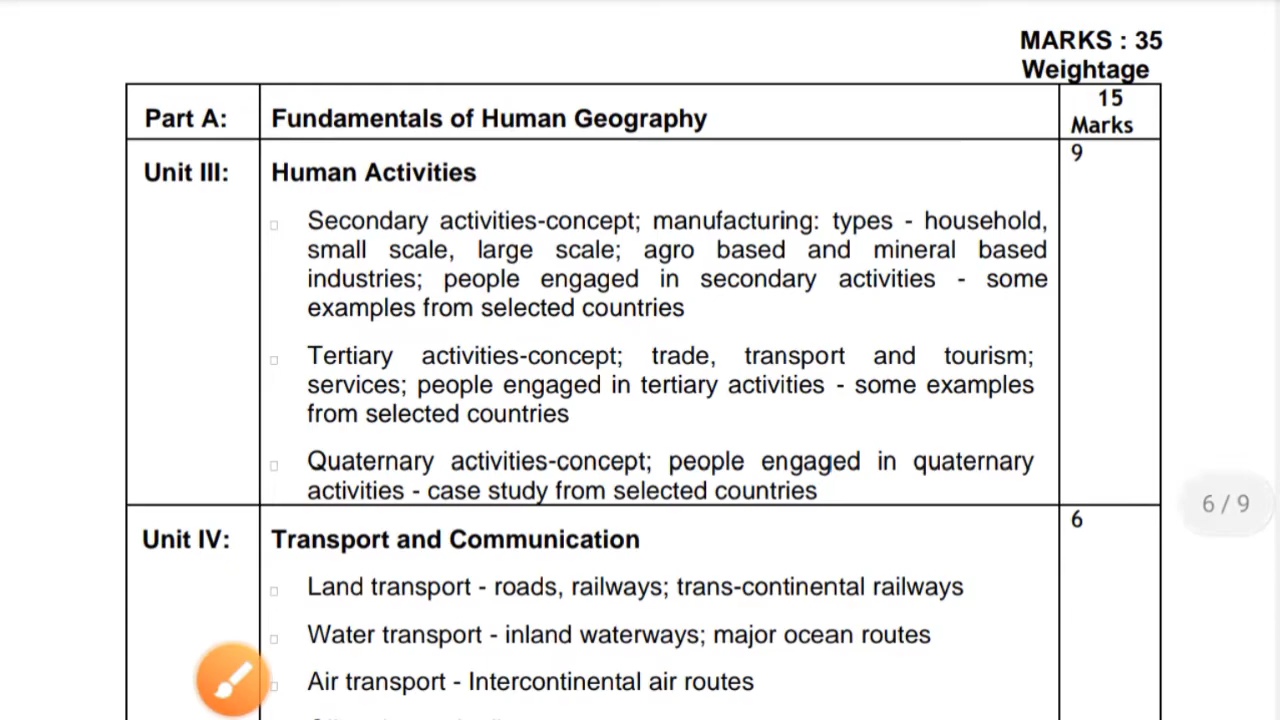 MARKS : 35
Weightage
Part A: Fundamentals of Human Geography 15 Marks
Unit III: Human Activities 9
Secondary activities-concept; manufacturing: types - household,
small scale, large scale; agro based and mineral based
industries; people engaged in secondary activities - some
examples from selected countries
Tertiary activities-concept; trade, transport and tourism;
services; people engaged in tertiary activities - some examples
from selected countries
Quaternary activities-concept; people engaged in quaternary
activities - case study from selected countries
6 / 9
Unit IV: Transport and Communication 6
Land transport - roads, railways; trans-continental railways
Water transport - inland waterways; major ocean routes
Air transport - Intercontinental air routes